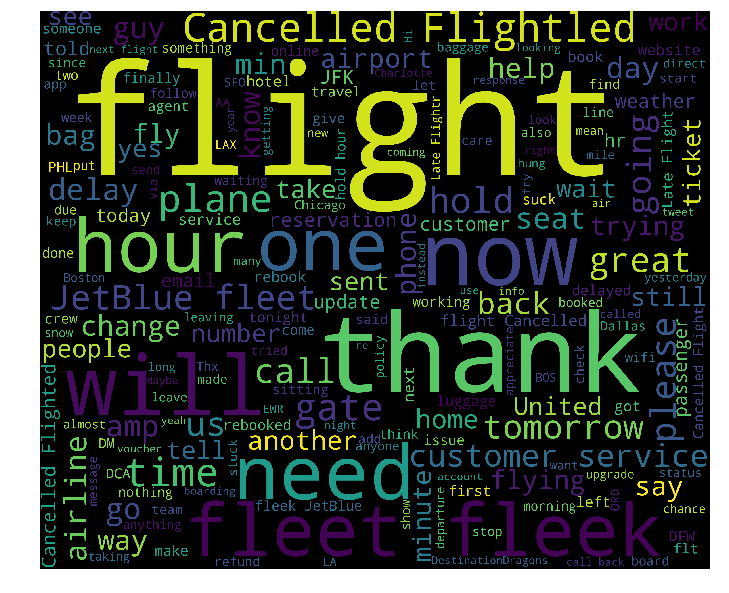 see
someone
guy
Cancelled Flightled
Hi
work
told
next flight
something
min
airport
baggage
looking
day
website
since
two
online
direct
finally
SFO
JFK
help
Charlotte
book
start
app
hotel
travel
let
response
weather
flight
week
follow
AA
agent
year
give
find
line
bag
fly
know
getting
new
care
also
look
mean
hr
yes
LAX
right
hung
mile
PHL
put
send
via
waiting
coming
hold hour
Late Flightr
try
suck
air
going
Late Flight
ticket
delay
plane
take
Chicago
hold
wait
tweet
due
keep
today
service
reservation
phone
customer
seat
trying
done
many
hour
one
now
Instead
great
Boston
email
rebook
sent
use
info
delayed
yesterday
JetBlue fleet
update
working
back
booked
called
still
crew
snow
leaving
tonight
change
number
come
said
re
policy
flight Cancelled
Dallas
people
tried
thank
appreciate
check
wifi
passenger
please
Cancelled Flight
long
Thx
Maybe
made
leave
will
call
sitting
next
BOS
luggage
Cancelled Flighted
almost
yeah
amp
us
EWR
night
gate
home
United
got
DM
voucher
rebooked
another
add
think
anyone
issue
tomorrow
airline
message
DCA
tell
stuck
time
need
customer service
nothing
boarding
account
want
upgrade
status
flying
say
go
team
fleek JetBlue
show
minute
first
ORD
chance
anything
departure
morning
left
way
make
fleet
fleek
stop
DFW
flt
taking
refund
LA
DestinationDragons
call back
board